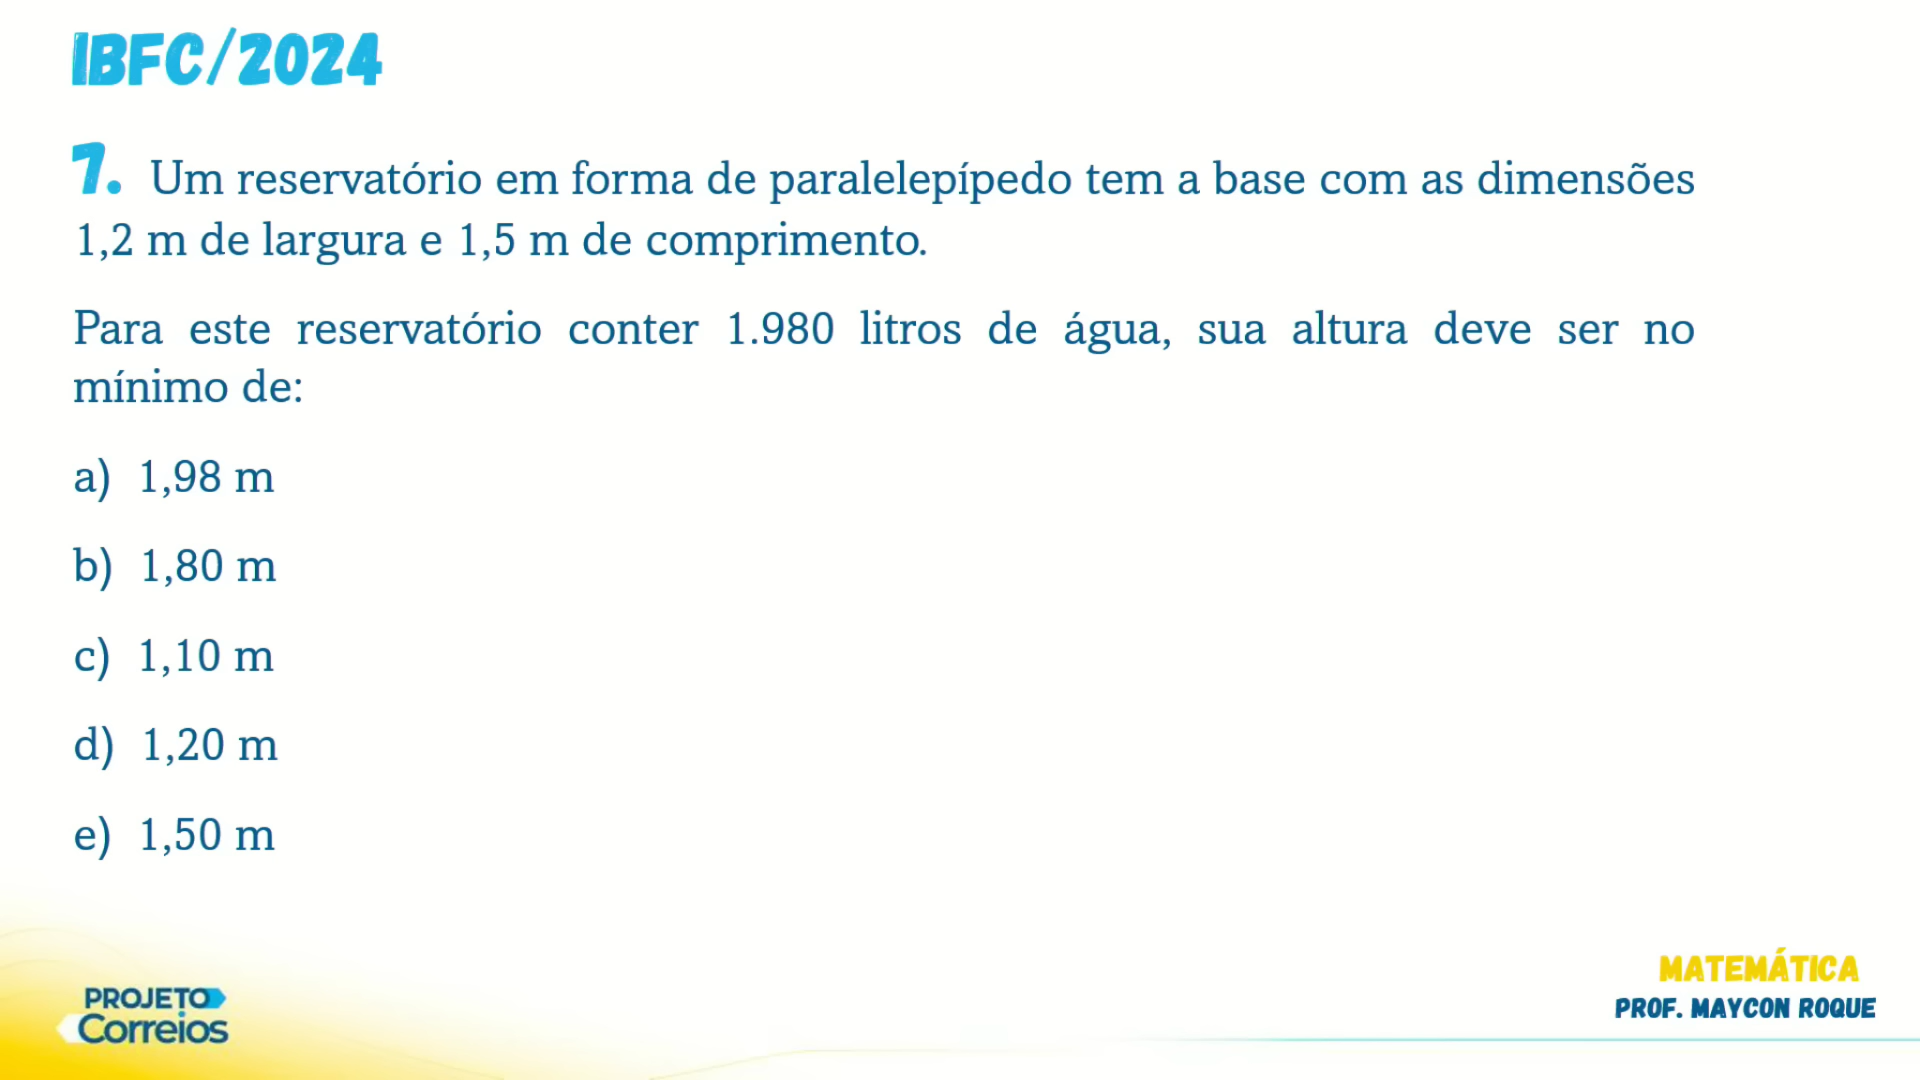 IBFC/2024
7. Um reservatório em forma de paralelepípedo tem a base com as dimensões
1,2 m de largura e 1,5 m de comprimento.
Para este reservatório conter 1.980 litros de água, sua altura deve ser no
mínimo de:
a) 1,98 m
b) 1,80 m
c) 1,10 m
d) 1,20 m
e) 1,50 m
PROJETO
Correios
MATEMÁTICA
PROF. MAYCON ROQUE